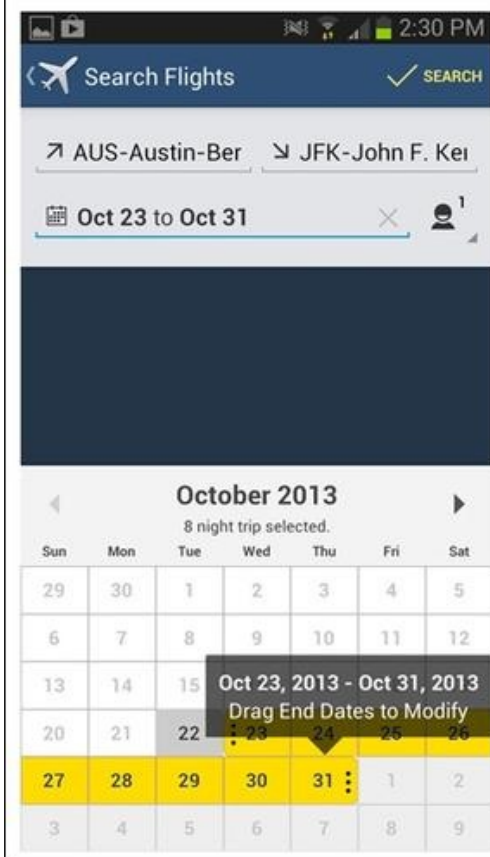 2:30 PM
Search Flights
SEARCH
AUS-Austin-Ber
JFK-John F. Ker
Oct 23 to Oct 31
1
October 2013
8 night trip selected.
Sun Mon Tue Wed Thu Fri Sat
29 30 1 2 3 4 5
6 7 8 9 10 11 12
13 14 15
Oct 23, 2013 - Oct 31, 2013
Drag End Dates to Modify
20 21 22 23 24 25 26
27 28 29 30 31 1 2
3 4 5 6 7 8 9